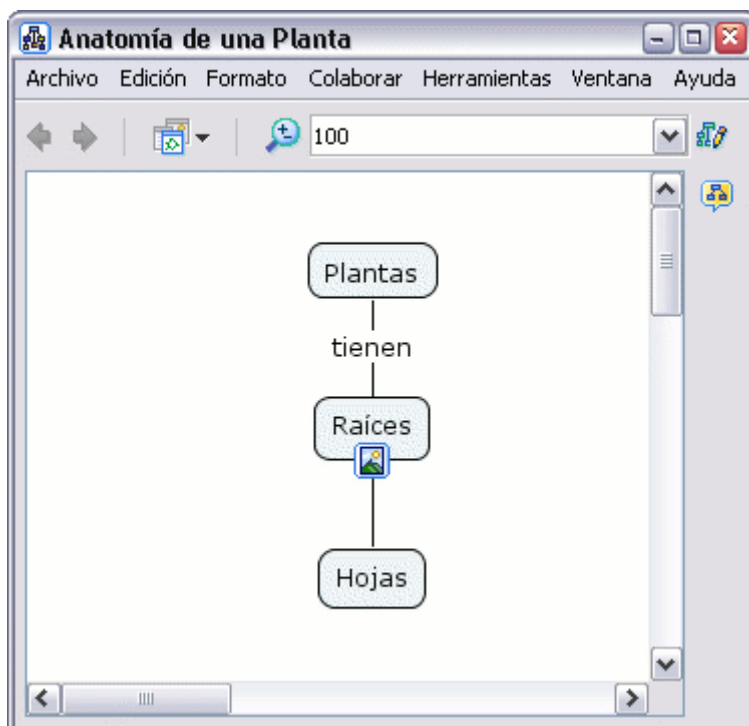 Anatomía de una Planta
Archivo Edición Formato Colaborar Herramientas Ventana Ayuda
100
Plantas
tienen
Raíces
Hojas